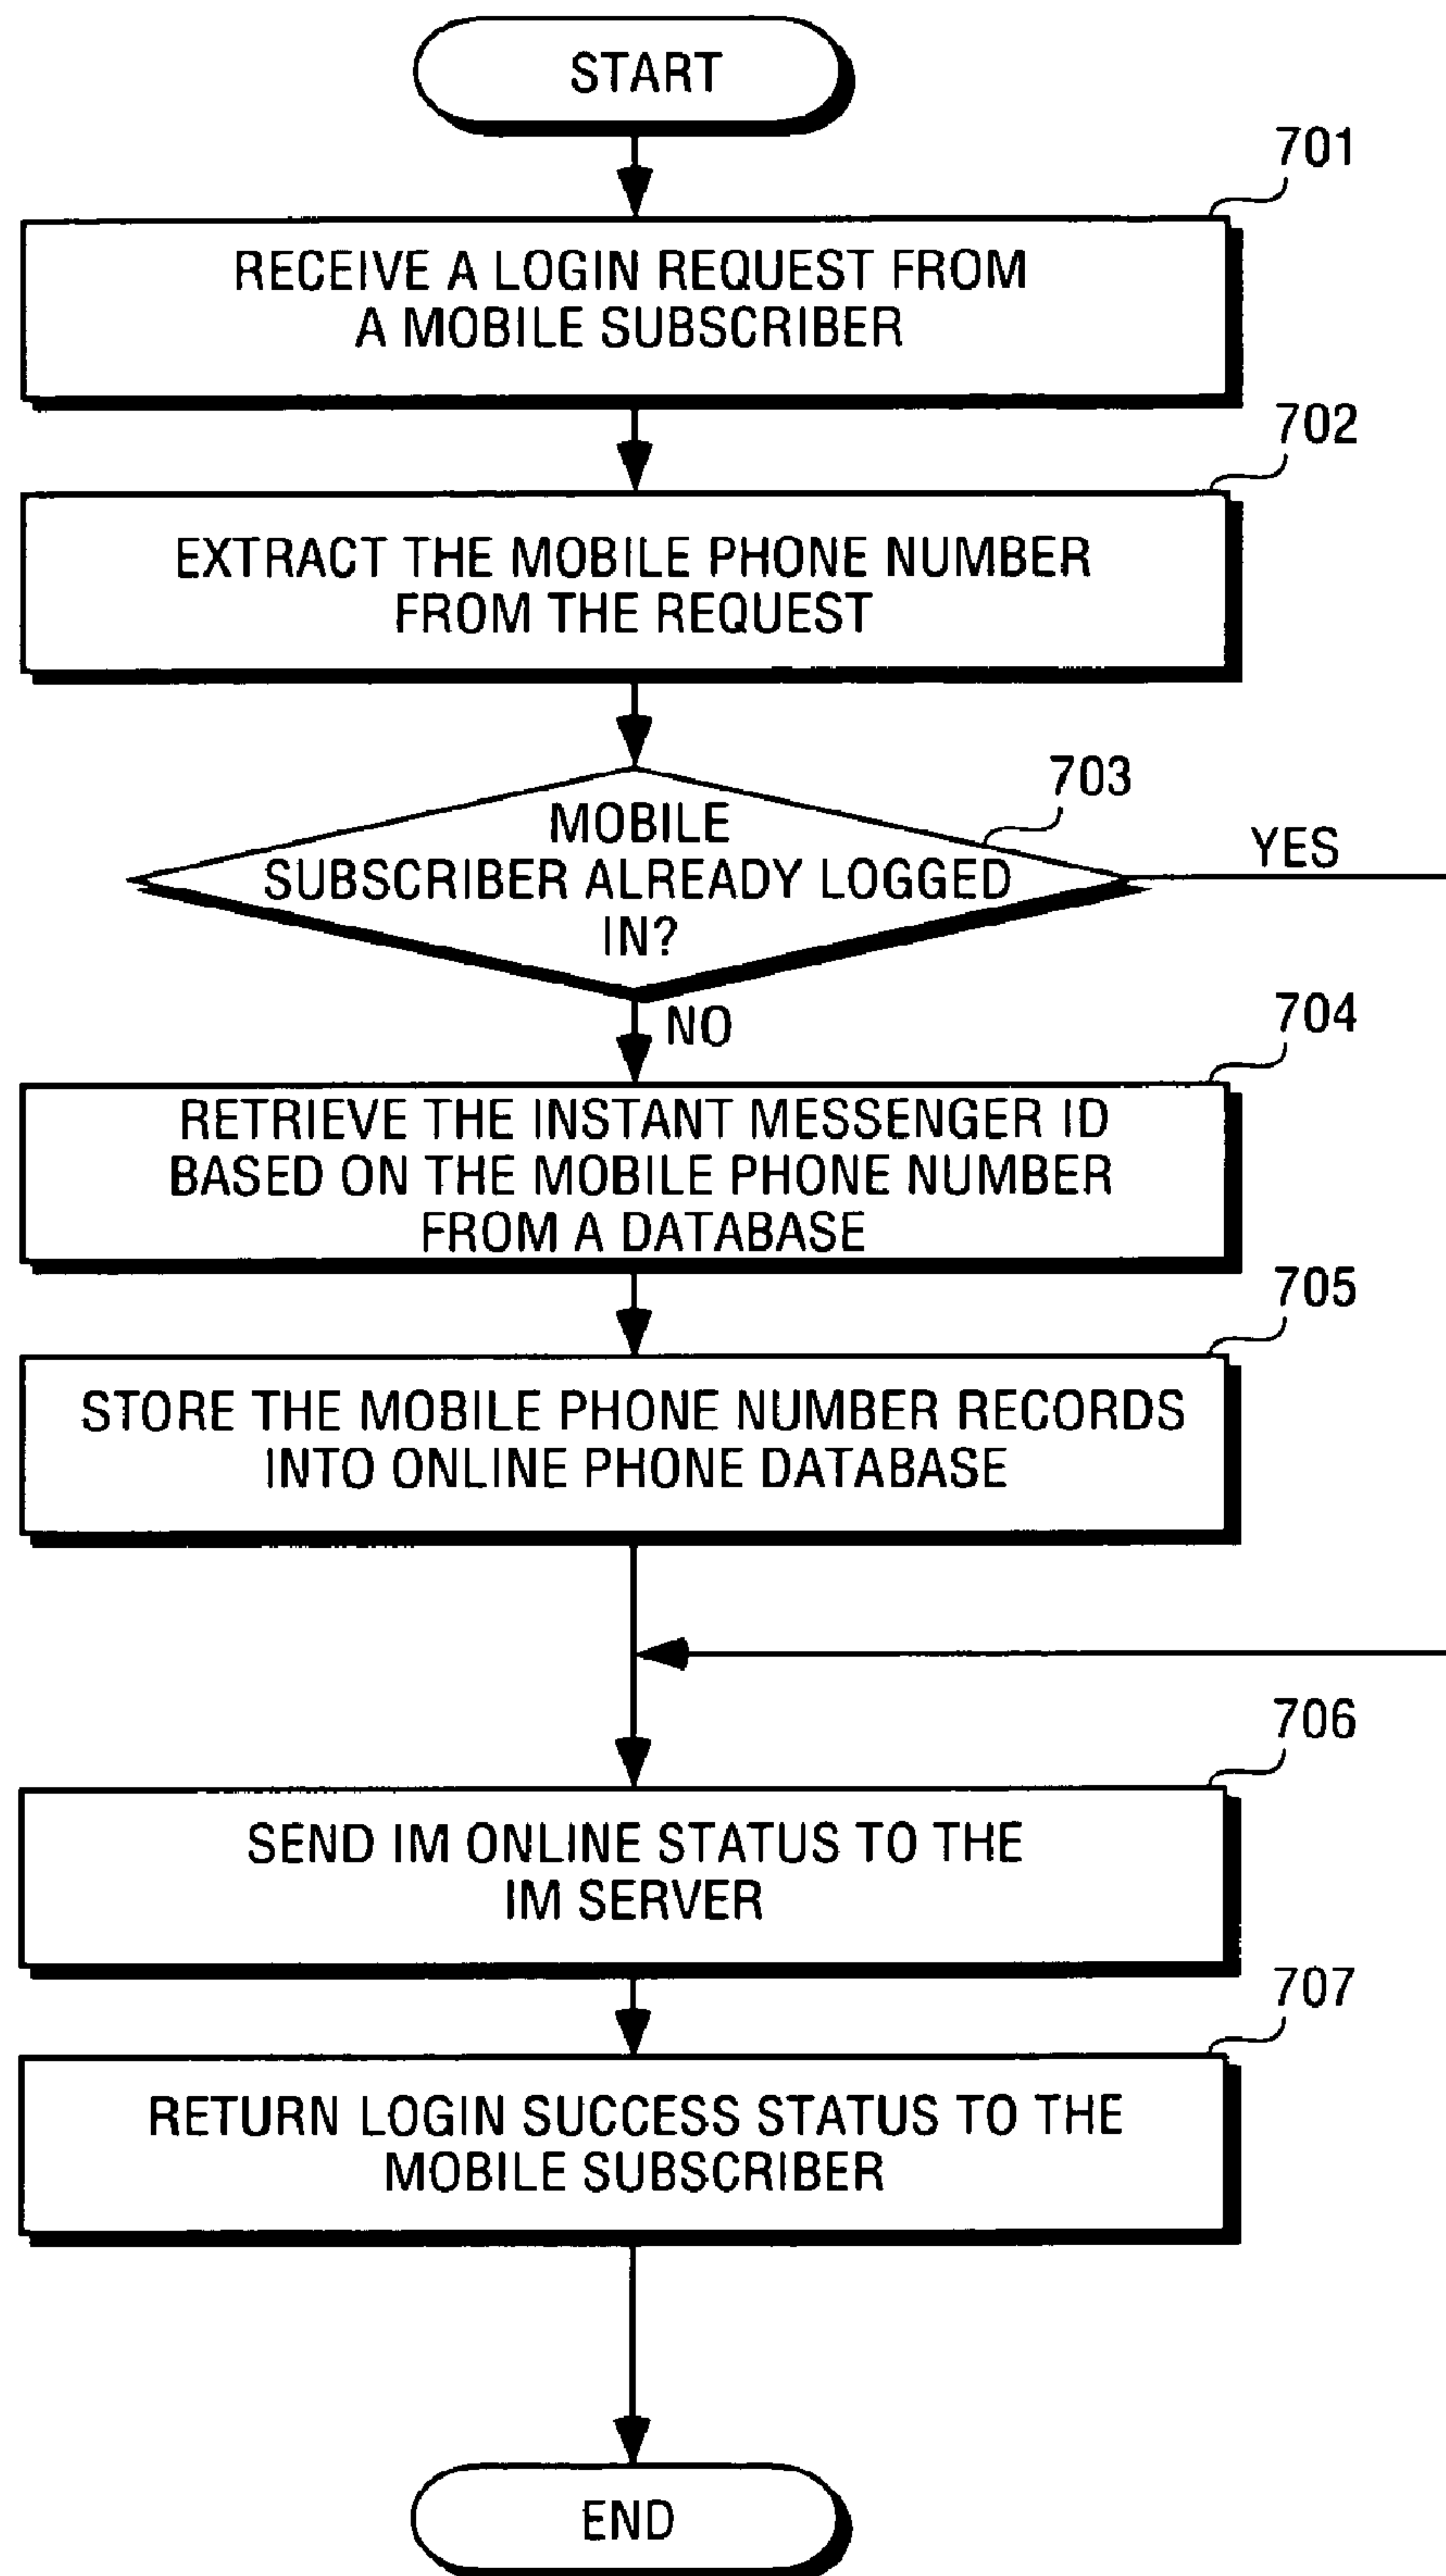 START
701
RECEIVE A LOGIN REQUEST FROM
A MOBILE SUBSCRIBER
702
EXTRACT THE MOBILE PHONE NUMBER
FROM THE REQUEST
703
MOBILE
SUBSCRIBER ALREADY LOGGED
IN?
YES
NO
704
RETRIEVE THE INSTANT MESSENGER ID
BASED ON THE MOBILE PHONE NUMBER
FROM A DATABASE
705
STORE THE MOBILE PHONE NUMBER RECORDS
INTO ONLINE PHONE DATABASE
706
SEND IM ONLINE STATUS TO THE
IM SERVER
707
RETURN LOGIN SUCCESS STATUS TO THE
MOBILE SUBSCRIBER
END